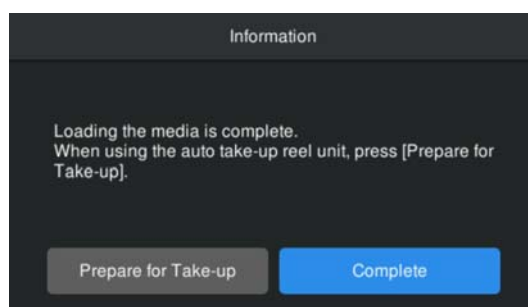 Information
Loading the media is complete.
When using the auto take-up reel unit, press [Prepare for
Take-up].
Prepare for Take-up
Complete